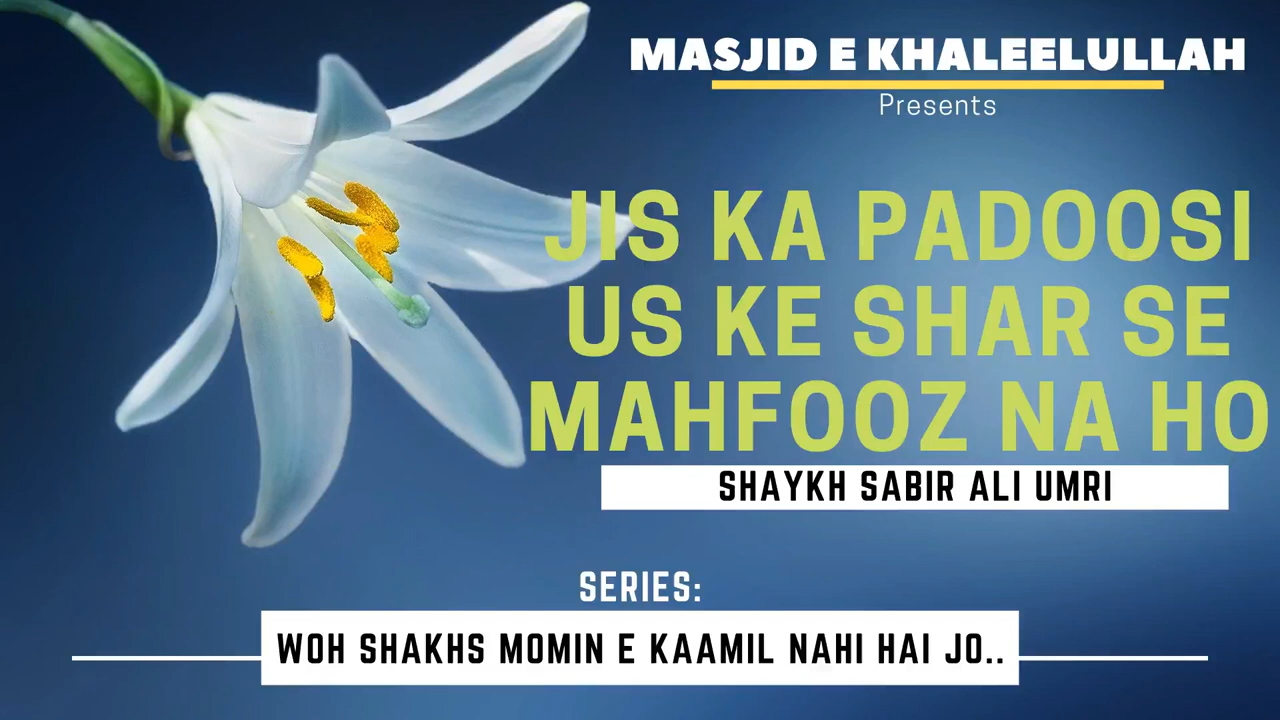 MASJID E KHALEELULLAH
Presents
JIS KA PADOOSI
US KE SHAR SE
MAHFOOZ NA HO
SHAYKH SABIR ALI UMRI
SERIES:
WOH SHAKHS MOMIN E KAAMIL NAHI HAI JO..